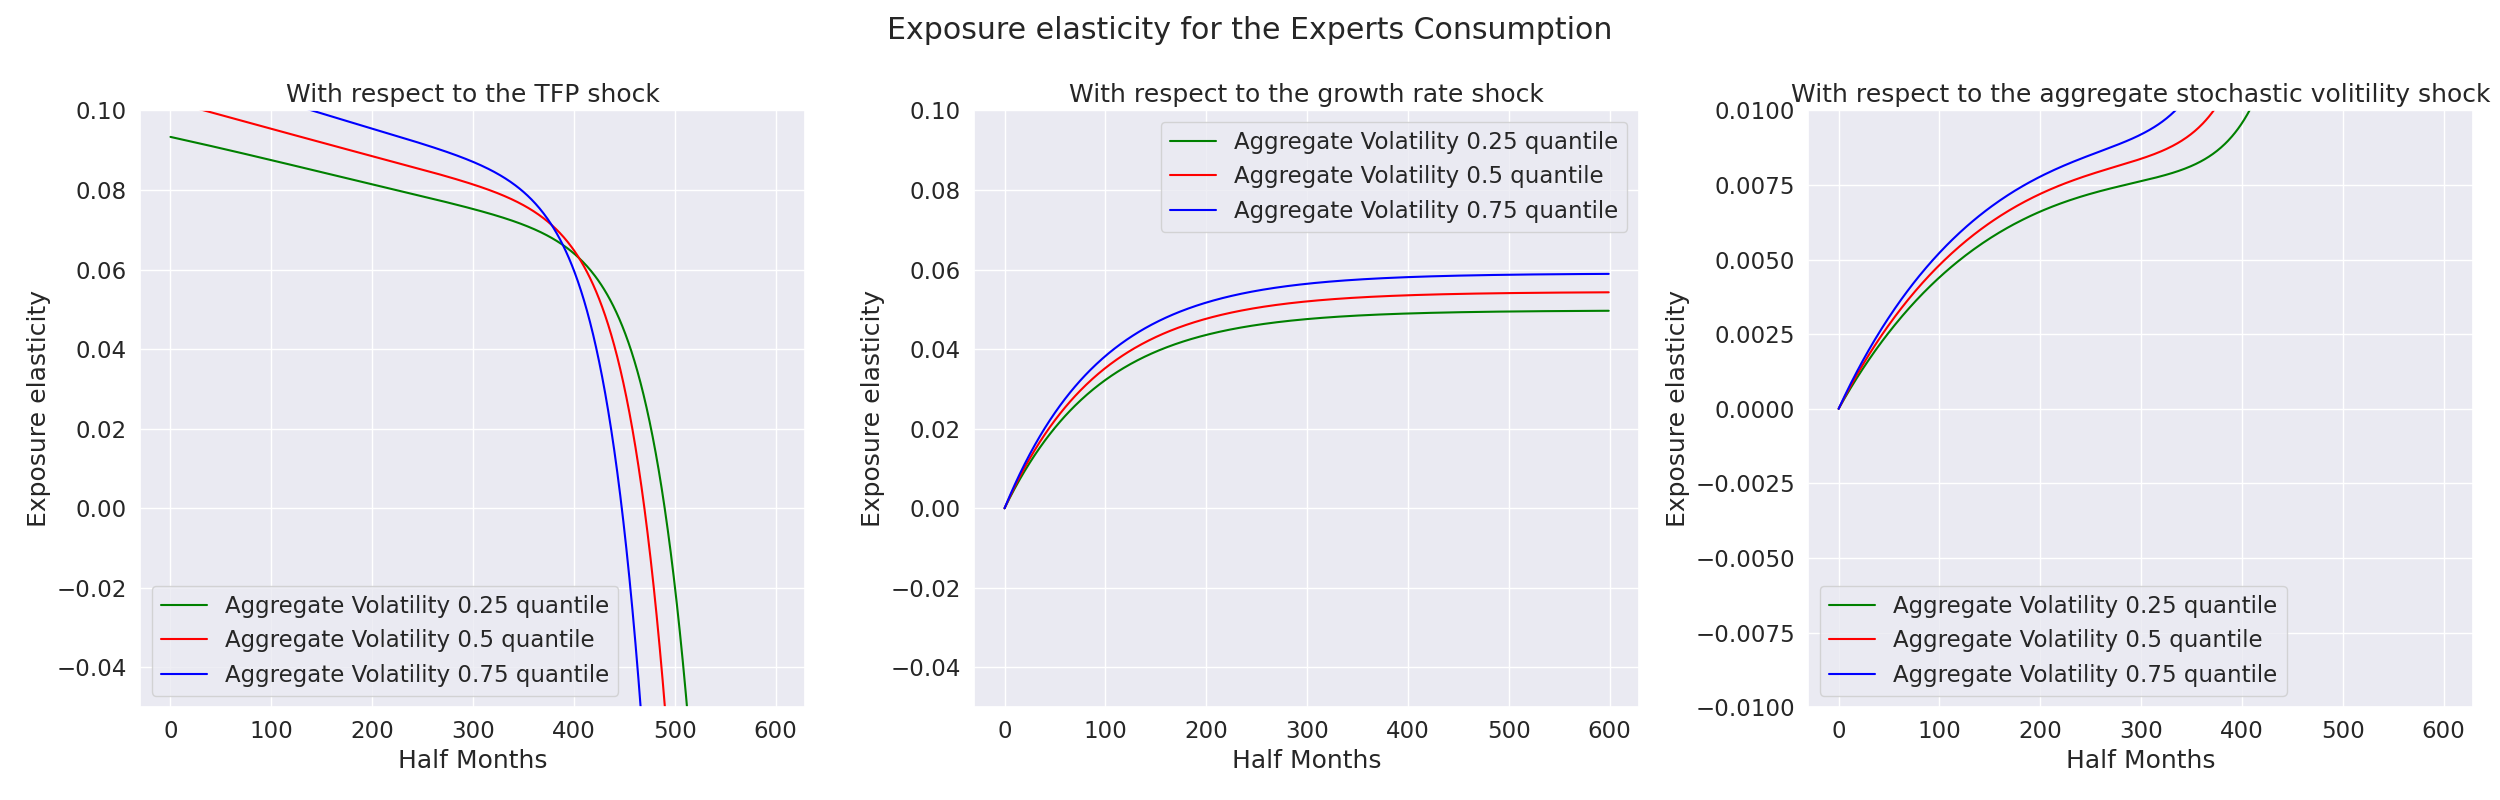 Exposure elasticity for the Experts Consumption
With respect to the TFP shock
Exposure elasticity
0.10
0.08
0.06
0.04
0.02
0.00
−0.02
−0.04
Aggregate Volatility 0.25 quantile
Aggregate Volatility 0.5 quantile
Aggregate Volatility 0.75 quantile
0 100 200 300 400 500 600
Half Months
With respect to the growth rate shock
Exposure elasticity
0.10
0.08
0.06
0.04
0.02
0.00
−0.02
−0.04
Aggregate Volatility 0.25 quantile
Aggregate Volatility 0.5 quantile
Aggregate Volatility 0.75 quantile
0 100 200 300 400 500 600
Half Months
With respect to the aggregate stochastic volitility shock
Exposure elasticity
0.0100
0.0075
0.0050
0.0025
0.0000
−0.0025
−0.0050
−0.0075
−0.0100
Aggregate Volatility 0.25 quantile
Aggregate Volatility 0.5 quantile
Aggregate Volatility 0.75 quantile
0 100 200 300 400 500 600
Half Months